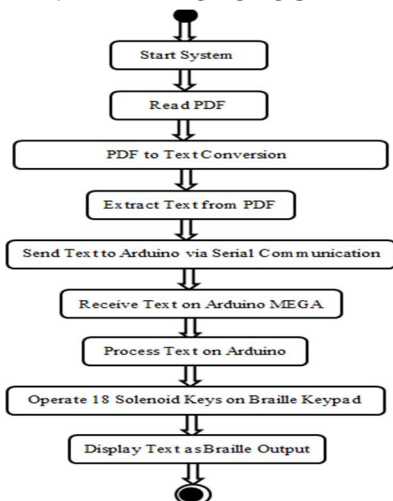 Start System
Read PDF
PDF to Text Conversion
Extract Text from PDF
Send Text to Arduino via Serial Communication
Receive Text on Arduino MEGA
Process Text on Arduino
Operate 18 Solenoid Keys on Braille Keypad
Display Text as Braille Output